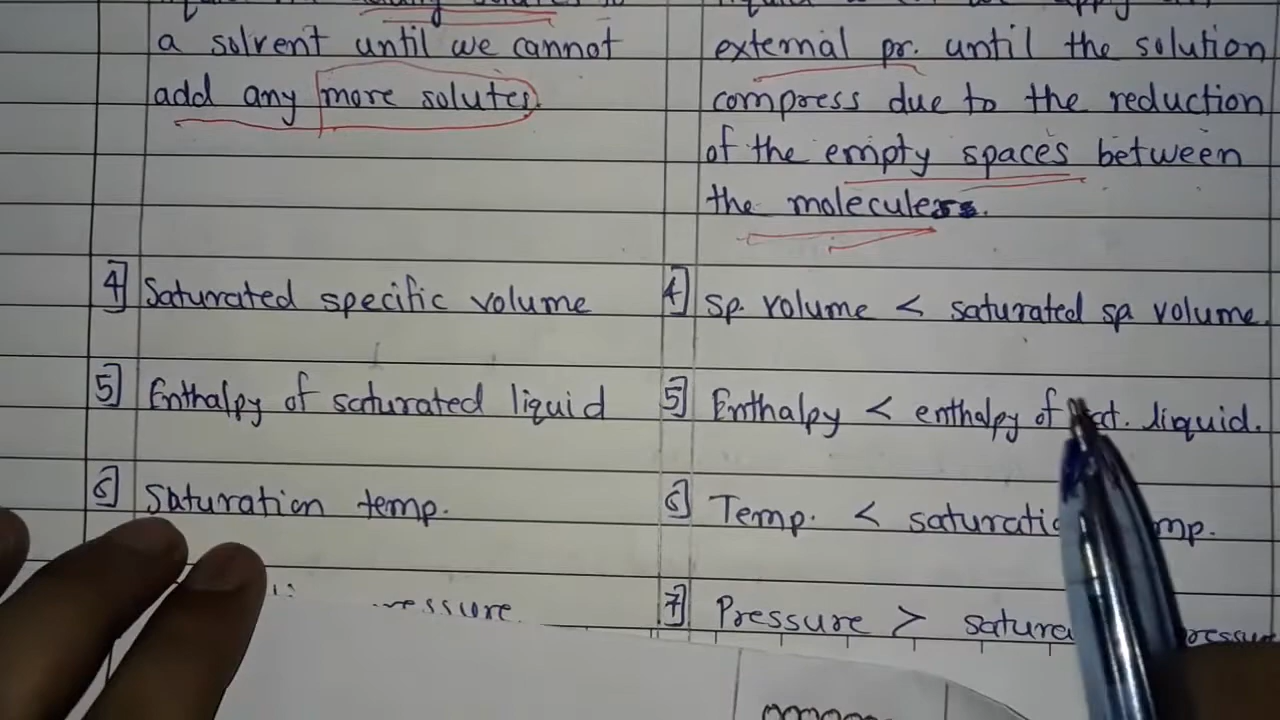 a solvent until we cannot
add any more solutes.
external pr. until the solution
compress due to the reduction
of the empty spaces between
the molecules.
4] Saturated specific volume
4] sp. volume < saturated sp. volume
5] Enthalpy of saturated liquid
5] Enthalpy < enthalpy of sat. liquid.
6] Saturation temp.
6] Temp. <
7] Pressure >